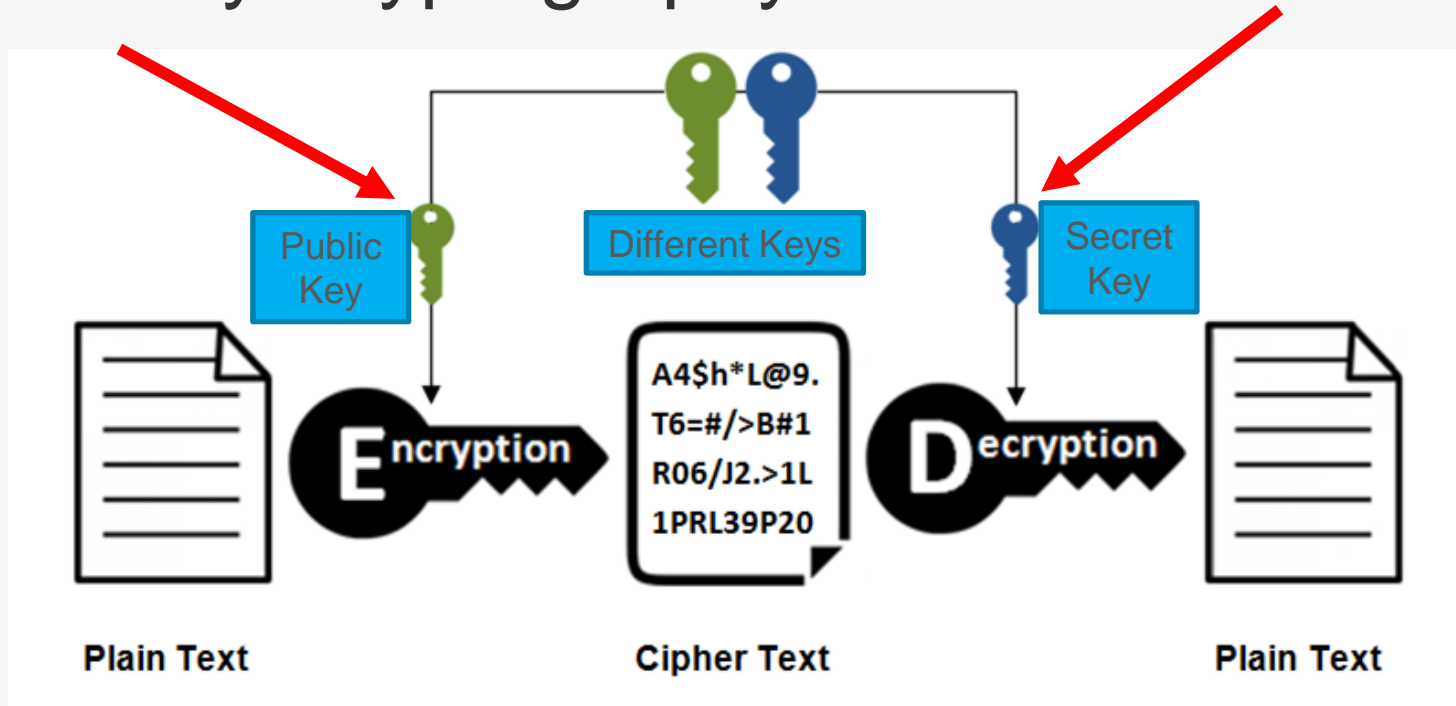 Public
Key
Different Keys
Secret
Key
Encryption
A4$h*L@9.
T6=#/>B#1
R06/J2.>1L
1PRL39P20
Decryption
Plain Text
Cipher Text
Plain Text